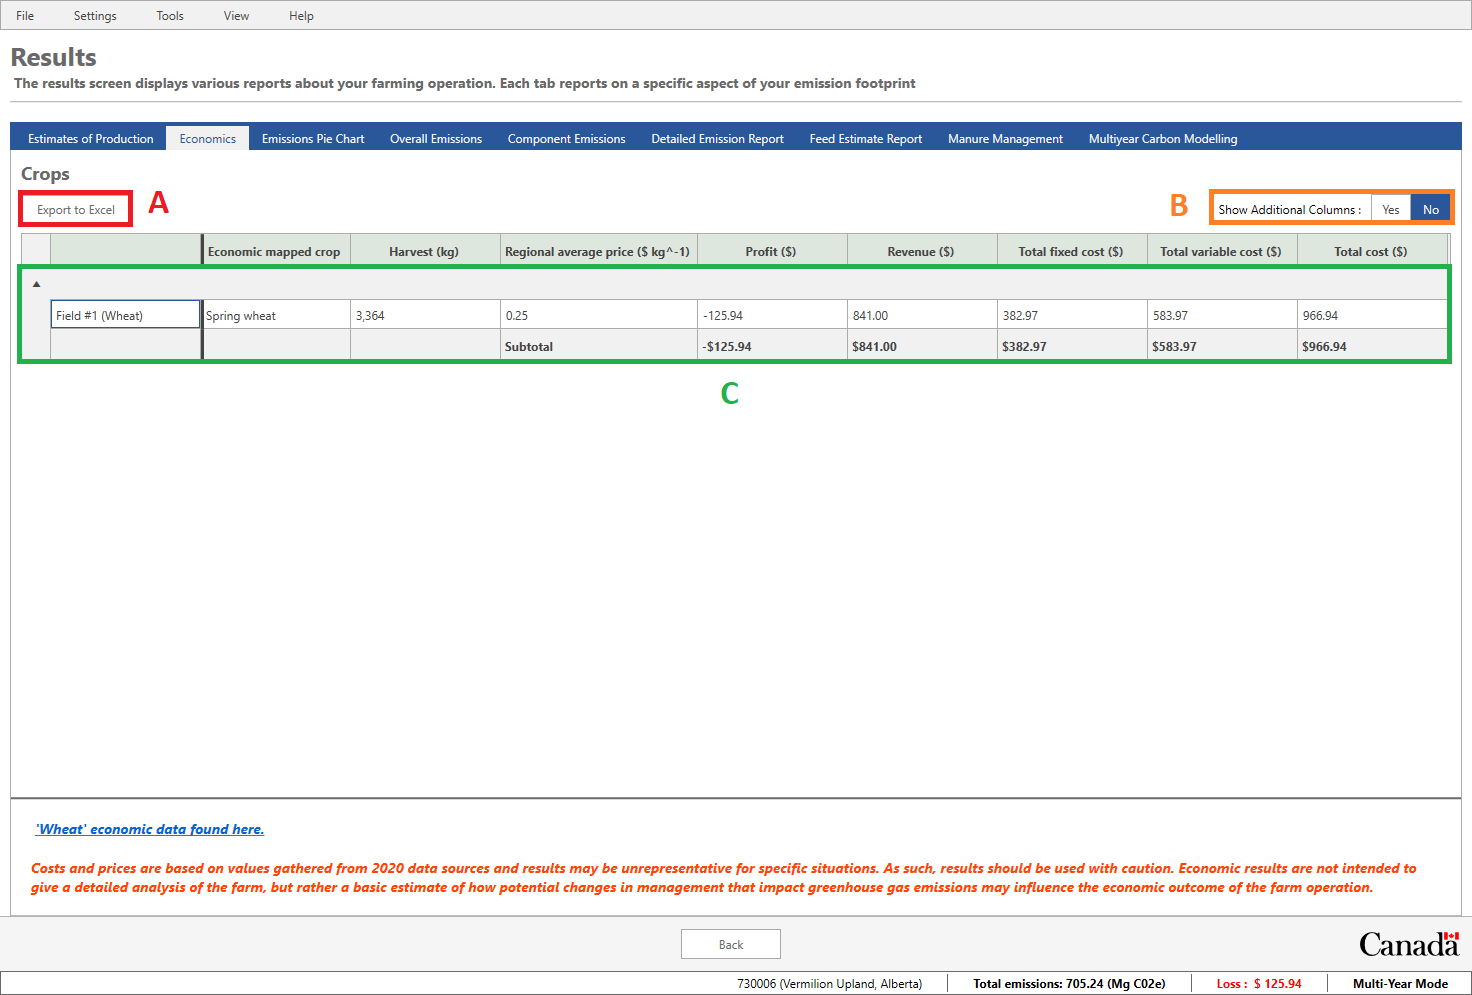 File Settings Tools View Help
Results
The results screen displays various reports about your farming operation. Each tab reports on a specific aspect of your emission footprint
Estimates of Production Economics Emissions Pie Chart Overall Emissions Component Emissions Detailed Emission Report Feed Estimate Report Manure Management Multiyear Carbon Modelling
Crops
Export to Excel A B Show Additional Columns : Yes No
Economic mapped crop Harvest (kg) Regional average price ($ kg^-1) Profit ($) Revenue ($) Total fixed cost ($) Total variable cost ($) Total cost ($)
Field #1 (Wheat) Spring wheat 3,364 0.25 -125.94 841.00 382.97 583.97 966.94
Subtotal -$125.94 $841.00 $382.97 $583.97 $966.94
C
'Wheat' economic data found here.
Costs and prices are based on values gathered from 2020 data sources and results may be unrepresentative for specific situations. As such, results should be used with caution. Economic results are not intended to
give a detailed analysis of the farm, but rather a basic estimate of how potential changes in management that impact greenhouse gas emissions may influence the economic outcome of the farm operation.
Back Canada
730006 (Vermilion Upland, Alberta) Total emissions: 705.24 (Mg C02e) Loss : $ 125.94 Multi-Year Mode